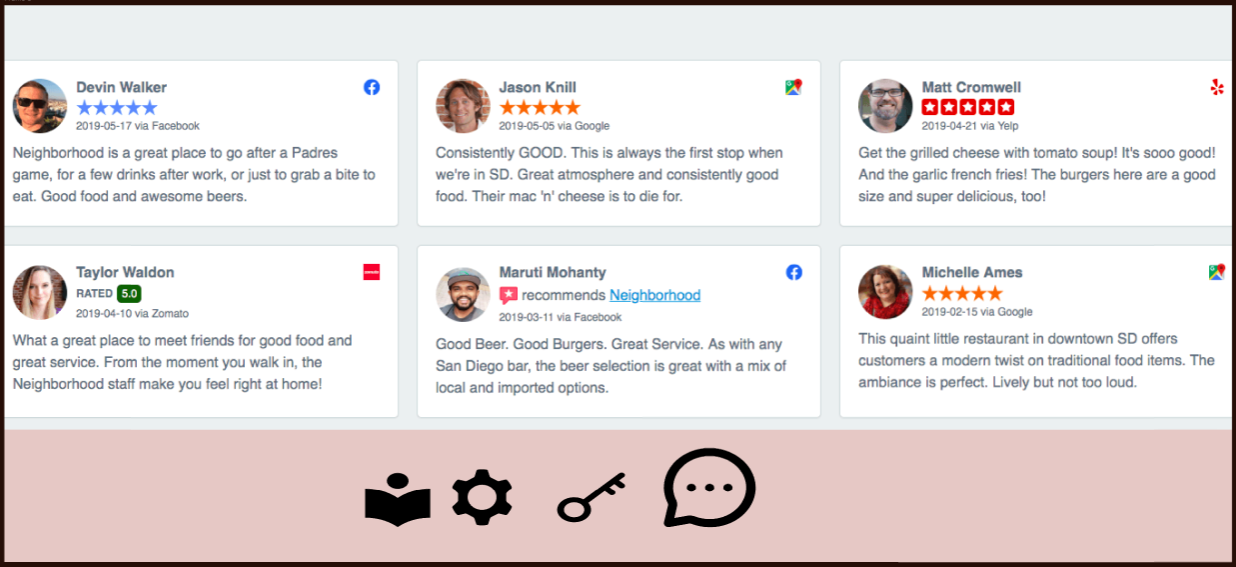 Devin Walker
2019-05-17 via Facebook
Neighborhood is a great place to go after a Padres
game, for a few drinks after work, or just to grab a bite to
eat. Good food and awesome beers.
Jason Knill
2019-05-05 via Google
Consistently GOOD. This is always the first stop when
we're in SD. Great atmosphere and consistently good
food. Their mac 'n' cheese is to die for.
Matt Cromwell
2019-04-21 via Yelp
Get the grilled cheese with tomato soup! It's sooo good!
And the garlic french fries! The burgers here are a good
size and super delicious, too!
Taylor Waldon
RATED 5.0
2019-04-10 via Zomato
What a great place to meet friends for good food and
great service. From the moment you walk in, the
Neighborhood staff make you feel right at home!
Maruti Mohanty
recommends Neighborhood
2019-03-11 via Facebook
Good Beer. Good Burgers. Great Service. As with any
San Diego bar, the beer selection is great with a mix of
local and imported options.
Michelle Ames
2019-02-15 via Google
This quaint little restaurant in downtown SD offers
customers a modern twist on traditional food items. The
ambiance is perfect. Lively but not too loud.